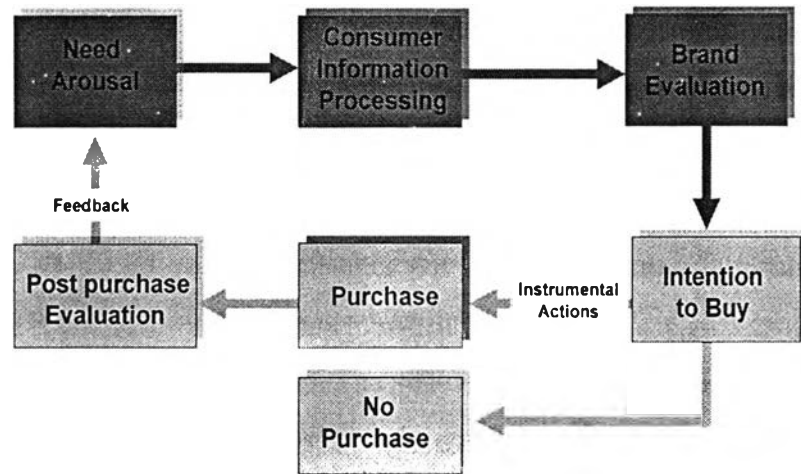 Need
Arousal
Consumer
Information
Processing
Brand
Evaluation
Feedback
Post purchase
Evaluation
Purchase
Instrumental
Actions
Intention
to Buy
No
Purchase